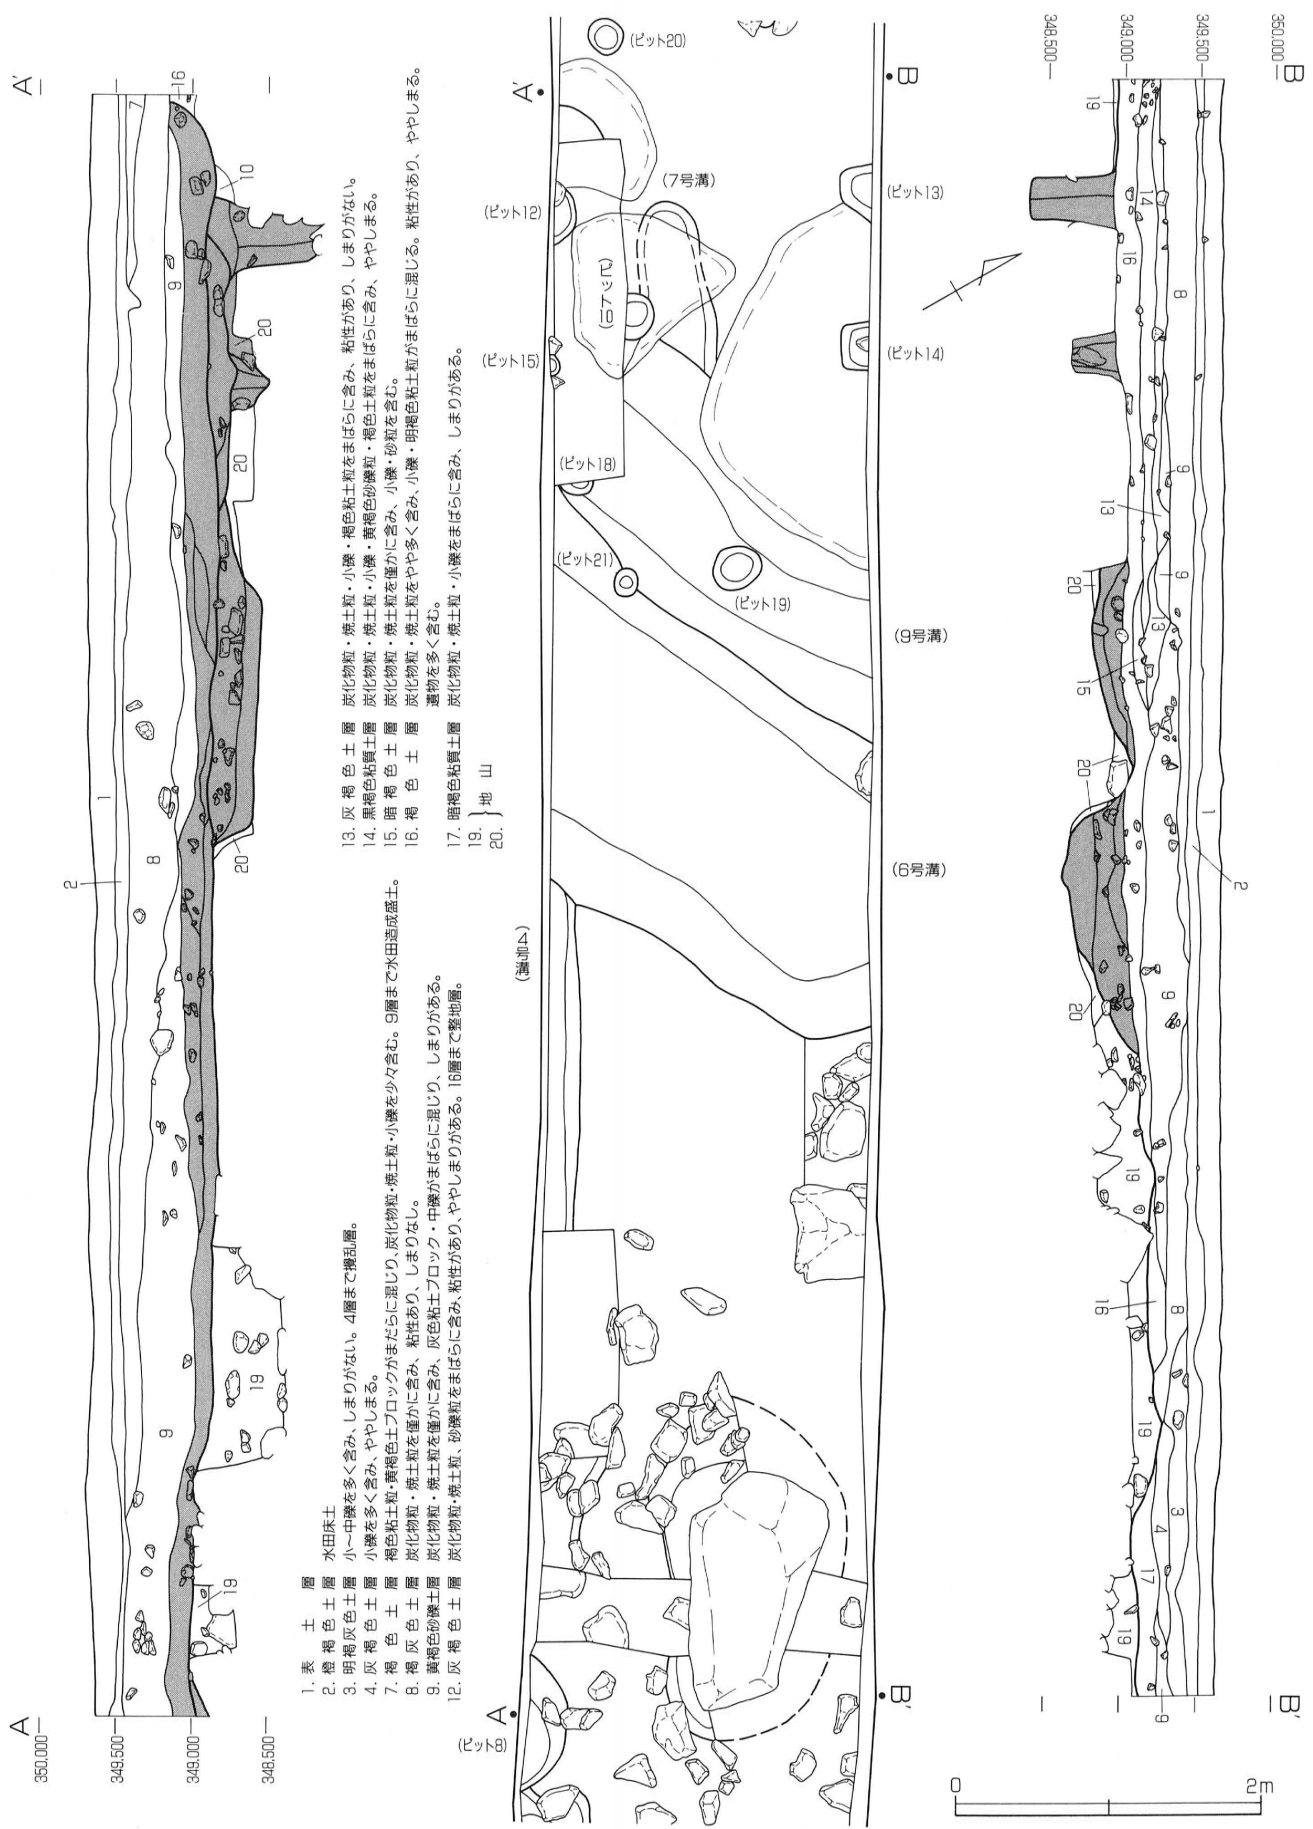 A'
A
350.000
349.500
349.000
348.500
16
7
10
9
20
20
1
8
2
20
9
19
19
1. 表土層
2. 橙褐色土層 水田床土
3. 明褐灰色土層 小〜中礫を多く含み、しまりがない。4層まで攪乱層。
4. 灰褐色土層 小礫を多く含み、ややしまる。
7. 褐色土層 褐色粘土粒・黄褐色土ブロックがまだらに混じり、炭化物粒・焼土粒・小礫を少々含む。9層まで水田造成盛土。
8. 褐灰色土層 炭化物粒・焼土粒を僅かに含み、粘性あり、しまりなし。
9. 黄褐色砂礫土層 炭化物粒・焼土粒を僅かに含み、灰色粘土ブロック・中礫がまばらに混じり、しまりがある。
12. 灰褐色土層 炭化物粒・焼土粒、砂礫粒をまばらに含み、粘性があり、ややしまりがある。16層まで整地層。
13. 灰褐色土層 炭化物粒・焼土粒・小礫・褐色粘土粒をまばらに含み、粘性があり、しまりがない。
14. 黒褐色粘質土層 炭化物粒・焼土粒・小礫・黄褐色砂礫粒・褐色土粒をまばらに含み、ややしまる。
15. 暗褐色土層 炭化物粒・焼土粒を僅かに含み、小礫・砂粒を含む。
16. 褐色土層 炭化物粒・焼土粒をやや多く含み、小礫・明褐色粘土粒がまばらに混じる。粘性があり、ややしまる。
遺物を多く含む。
17. 暗褐色粘質土層 炭化物粒・焼土粒・小礫をまばらに含み、しまりがある。
19.
20.
}地山
A'
B
(ピット20)
(7号溝)
(ピット13)
(ピット12)
(ピット14)
(ピット15)
(ピット18)
(ピット21)
(ピット19)
(9号溝)
(6号溝)
(4号溝)
A
(ピット8)
B'
B
350.000
349.500
349.000
348.500
19
14
16
8
9
13
9
20
13
15
20
1
2
9
20
19
16
8
19
3
4
17
19
9
B'
0
2m